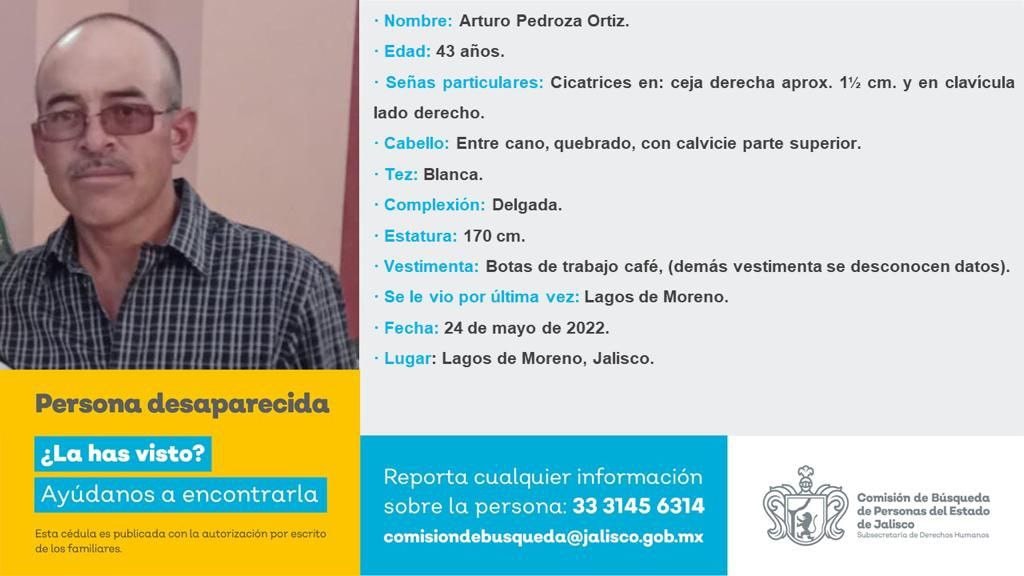 · Nombre: Arturo Pedroza Ortiz.
· Edad: 43 años.
· Señas particulares: Cicatrices en: ceja derecha aprox. 1½ cm. y en clavícula
lado derecho.
· Cabello: Entre cano, quebrado, con calvicie parte superior.
· Tez: Blanca.
· Complexión: Delgada.
· Estatura: 170 cm.
· Vestimenta: Botas de trabajo café, (demás vestimenta se desconocen datos).
· Se le vio por última vez: Lagos de Moreno.
· Fecha: 24 de mayo de 2022.
· Lugar: Lagos de Moreno, Jalisco.
Persona desaparecida
¿La has visto?
Ayúdanos a encontrarla
Esta cédula es publicada con la autorización por escrito
de los familiares.
Reporta cualquier información
sobre la persona: 33 3145 6314
comisiondebusqueda@jalisco.gob.mx
Comisión de Búsqueda
de Personas del Estado
de Jalisco
Subsecretaría de Derechos Humanos